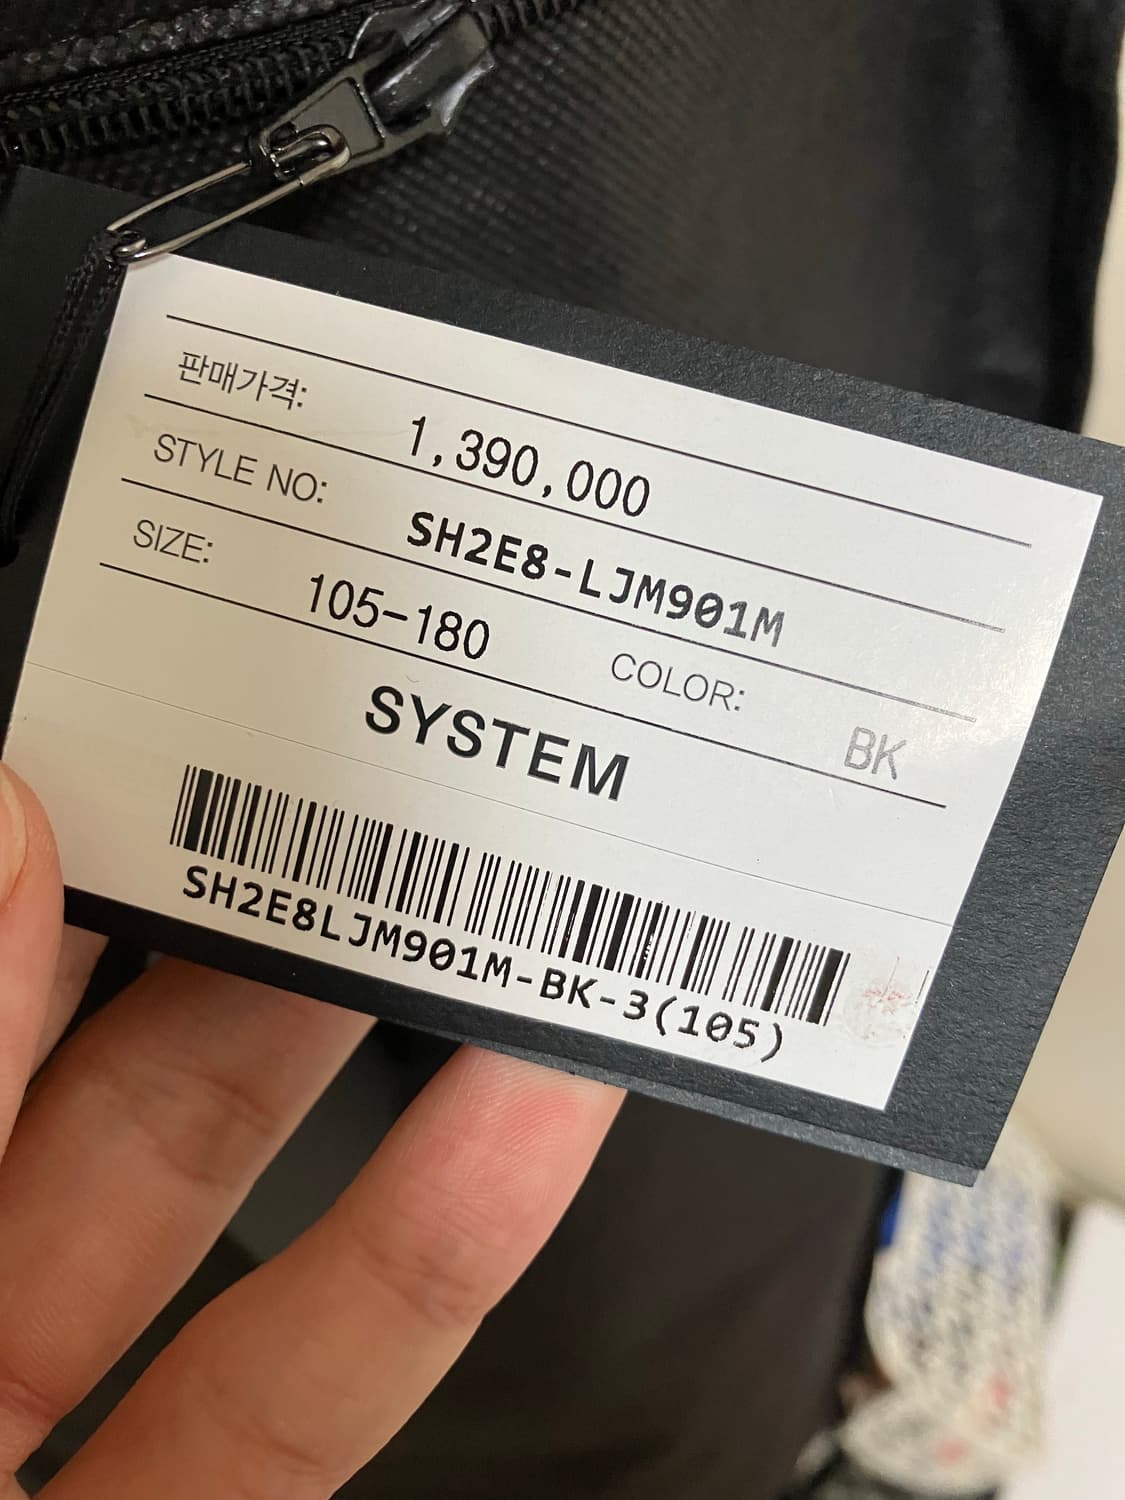 판매가격: 1,390,000
STYLE NO: SH2E8-LJM901M
SIZE: 105-180 COLOR: BK
SYSTEM
SH2E8LJM901M-BK-3(105)